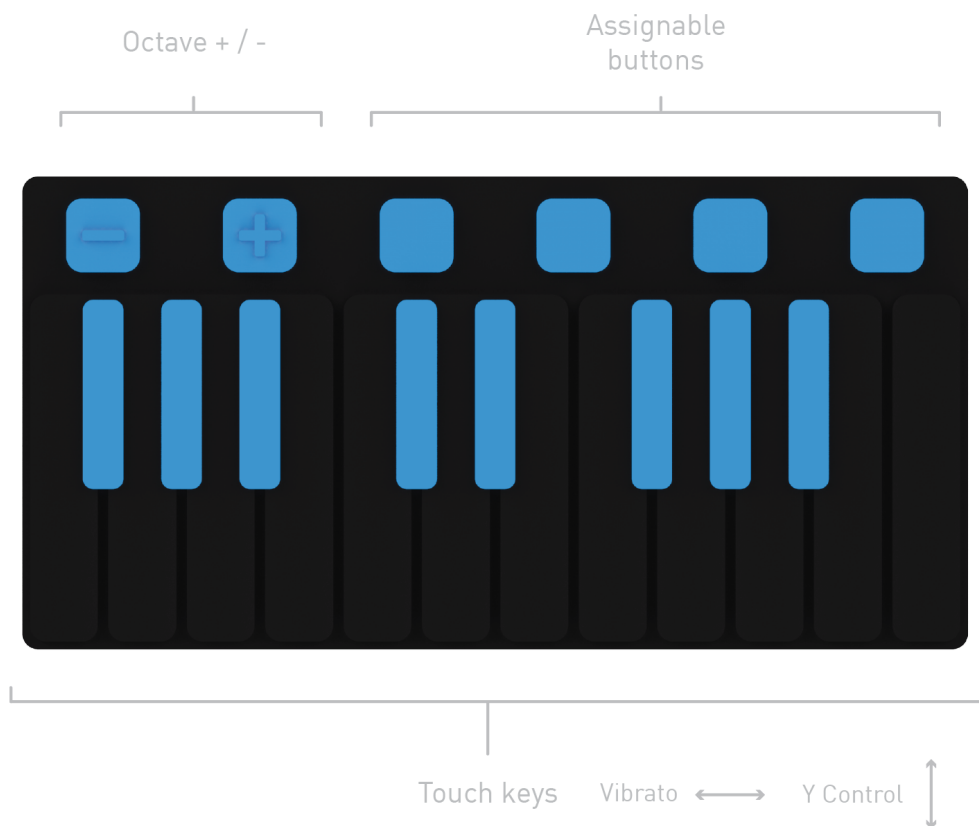 Octave + / -
Assignable
buttons
- +
Touch keys Vibrato Y Control